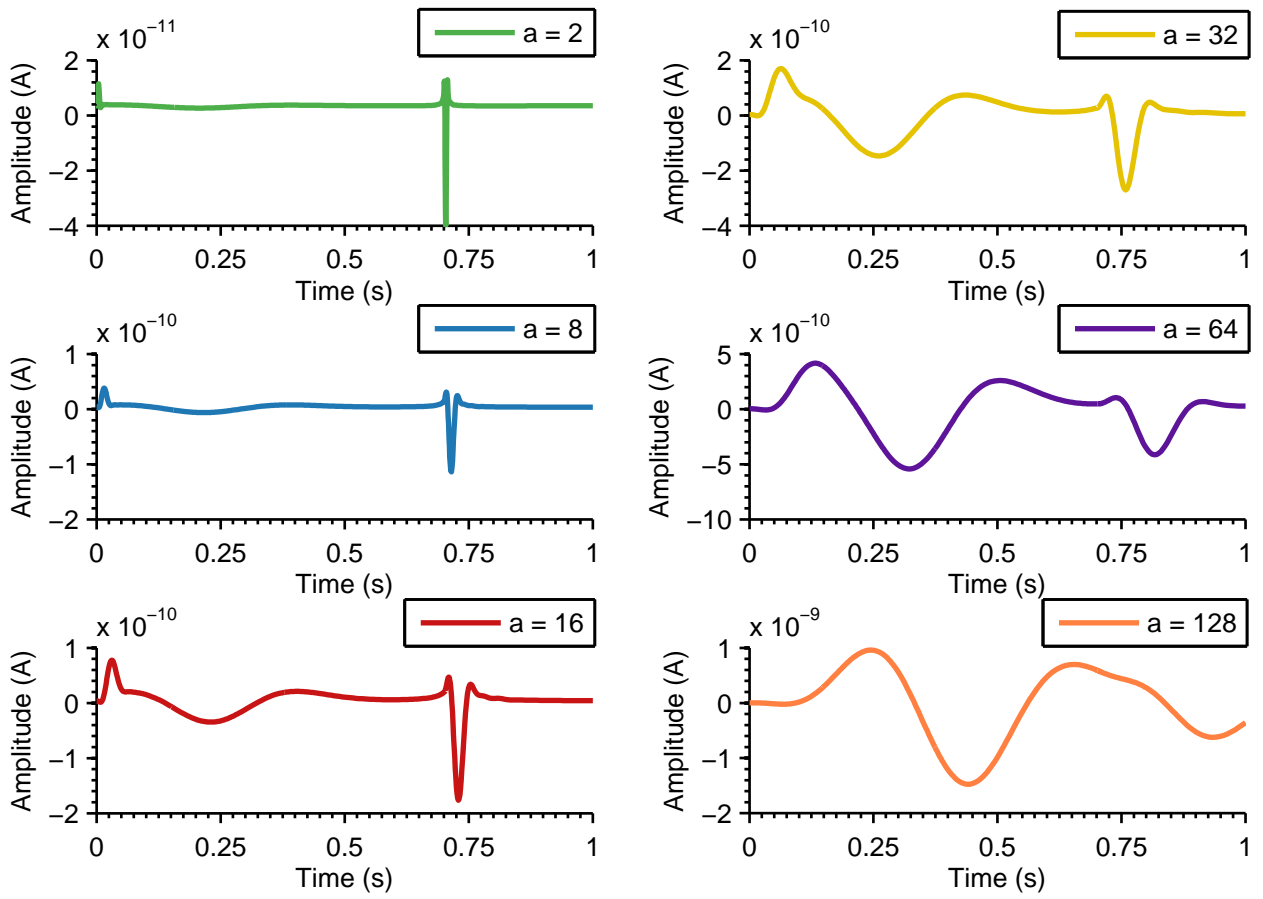 x 10⁻¹¹
a = 2
Amplitude (A)
2
0
−2
−4
0 0.25 0.5 0.75 1
Time (s)
x 10⁻¹⁰
a = 32
Amplitude (A)
2
0
−2
−4
0 0.25 0.5 0.75 1
Time (s)
x 10⁻¹⁰
a = 8
Amplitude (A)
1
0
−1
−2
0 0.25 0.5 0.75 1
Time (s)
x 10⁻¹⁰
a = 64
Amplitude (A)
5
0
−5
−10
0 0.25 0.5 0.75 1
Time (s)
x 10⁻¹⁰
a = 16
Amplitude (A)
1
0
−1
−2
0 0.25 0.5 0.75 1
Time (s)
x 10⁻⁹
a = 128
Amplitude (A)
1
0
−1
−2
0 0.25 0.5 0.75 1
Time (s)